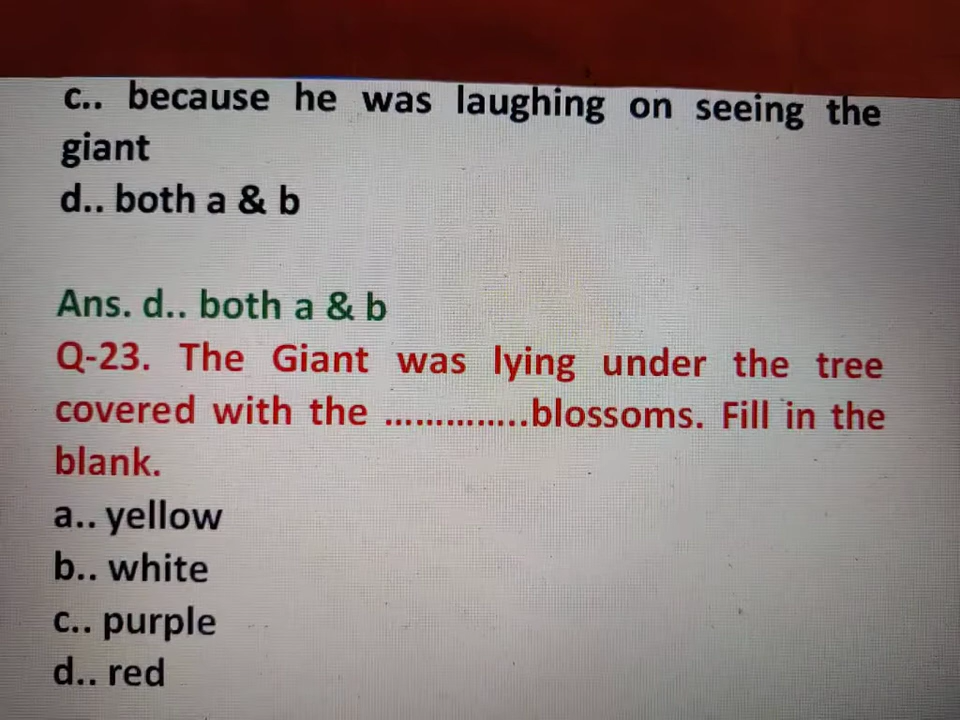 c.. because he was laughing on seeing the
giant
d.. both a & b
Ans. d.. both a & b
Q-23. The Giant was lying under the tree
covered with the ..............blossoms. Fill in the
blank.
a.. yellow
b.. white
c.. purple
d.. red